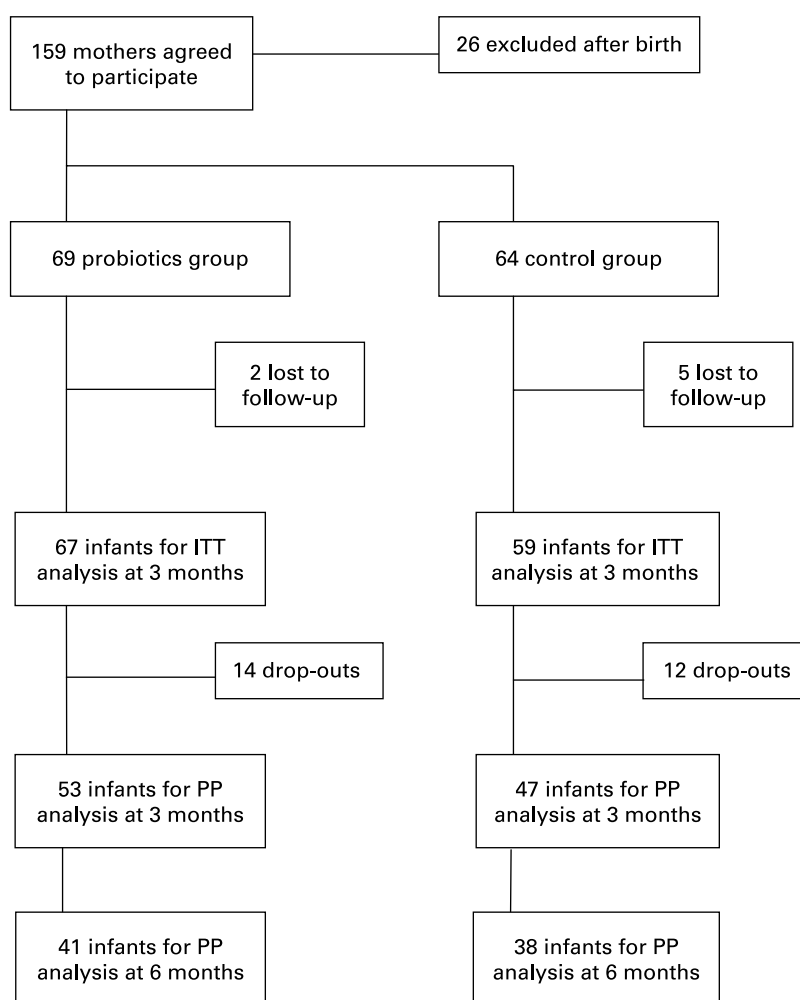 159 mothers agreed
to participate
26 excluded after birth
69 probiotics group
64 control group
2 lost to
follow-up
5 lost to
follow-up
67 infants for ITT
analysis at 3 months
59 infants for ITT
analysis at 3 months
14 drop-outs
12 drop-outs
53 infants for PP
analysis at 3 months
47 infants for PP
analysis at 3 months
41 infants for PP
analysis at 6 months
38 infants for PP
analysis at 6 months